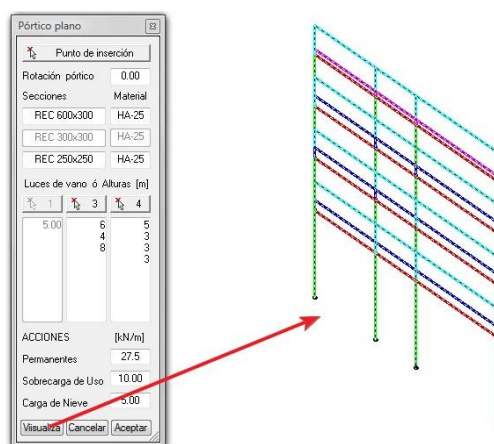 Pórtico plano
Punto de inserción
Rotación pórtico 0.00
Secciones Material
REC 600x300 HA-25
REC 300x300 HA-25
REC 250x250 HA-25
Luces de vano ó Alturas [m]
1 3 4
5.00 6 5
4 3
8 3
3
ACCIONES [kN/m]
Permanentes 27.5
Sobrecarga de Uso 10.00
Carga de Nieve 5.00
Visualiza Cancelar Aceptar